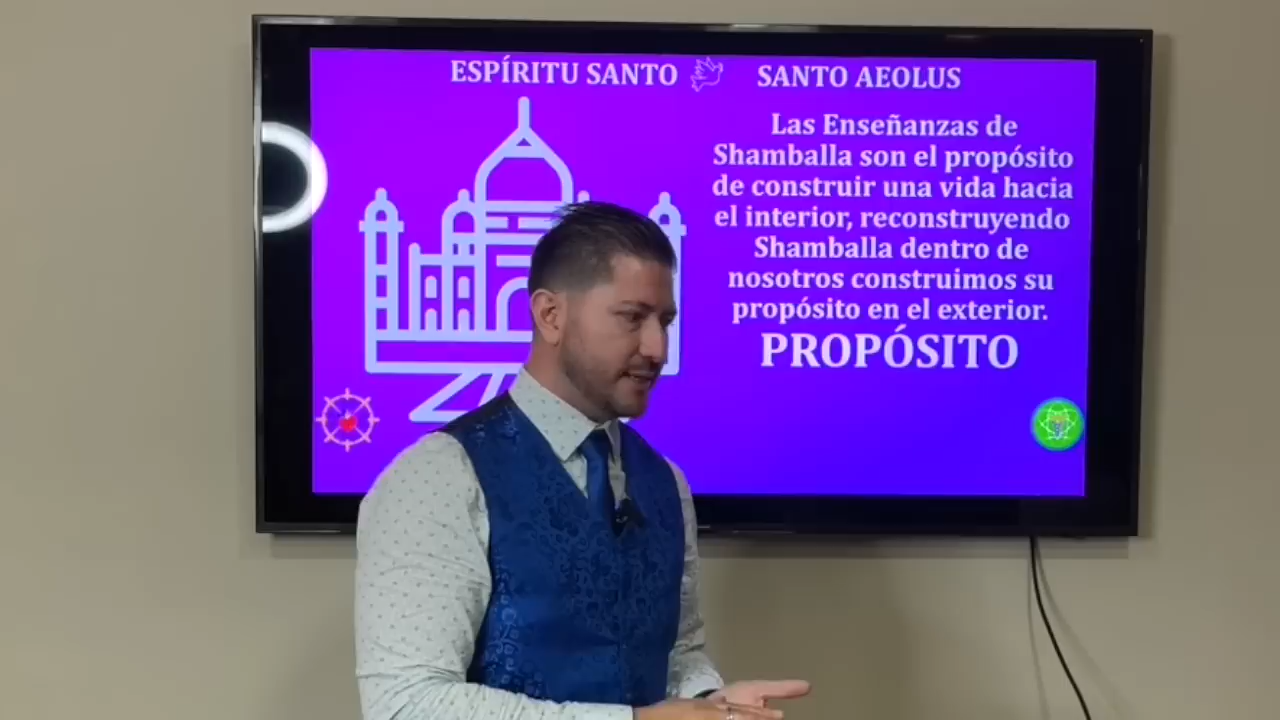 ESPÍRITU SANTO SANTO AEOLUS
Las Enseñanzas de
Shamballa son el propósito
de construir una vida hacia
el interior, reconstruyendo
Shamballa dentro de
nosotros construimos su
propósito en el exterior.
PROPÓSITO